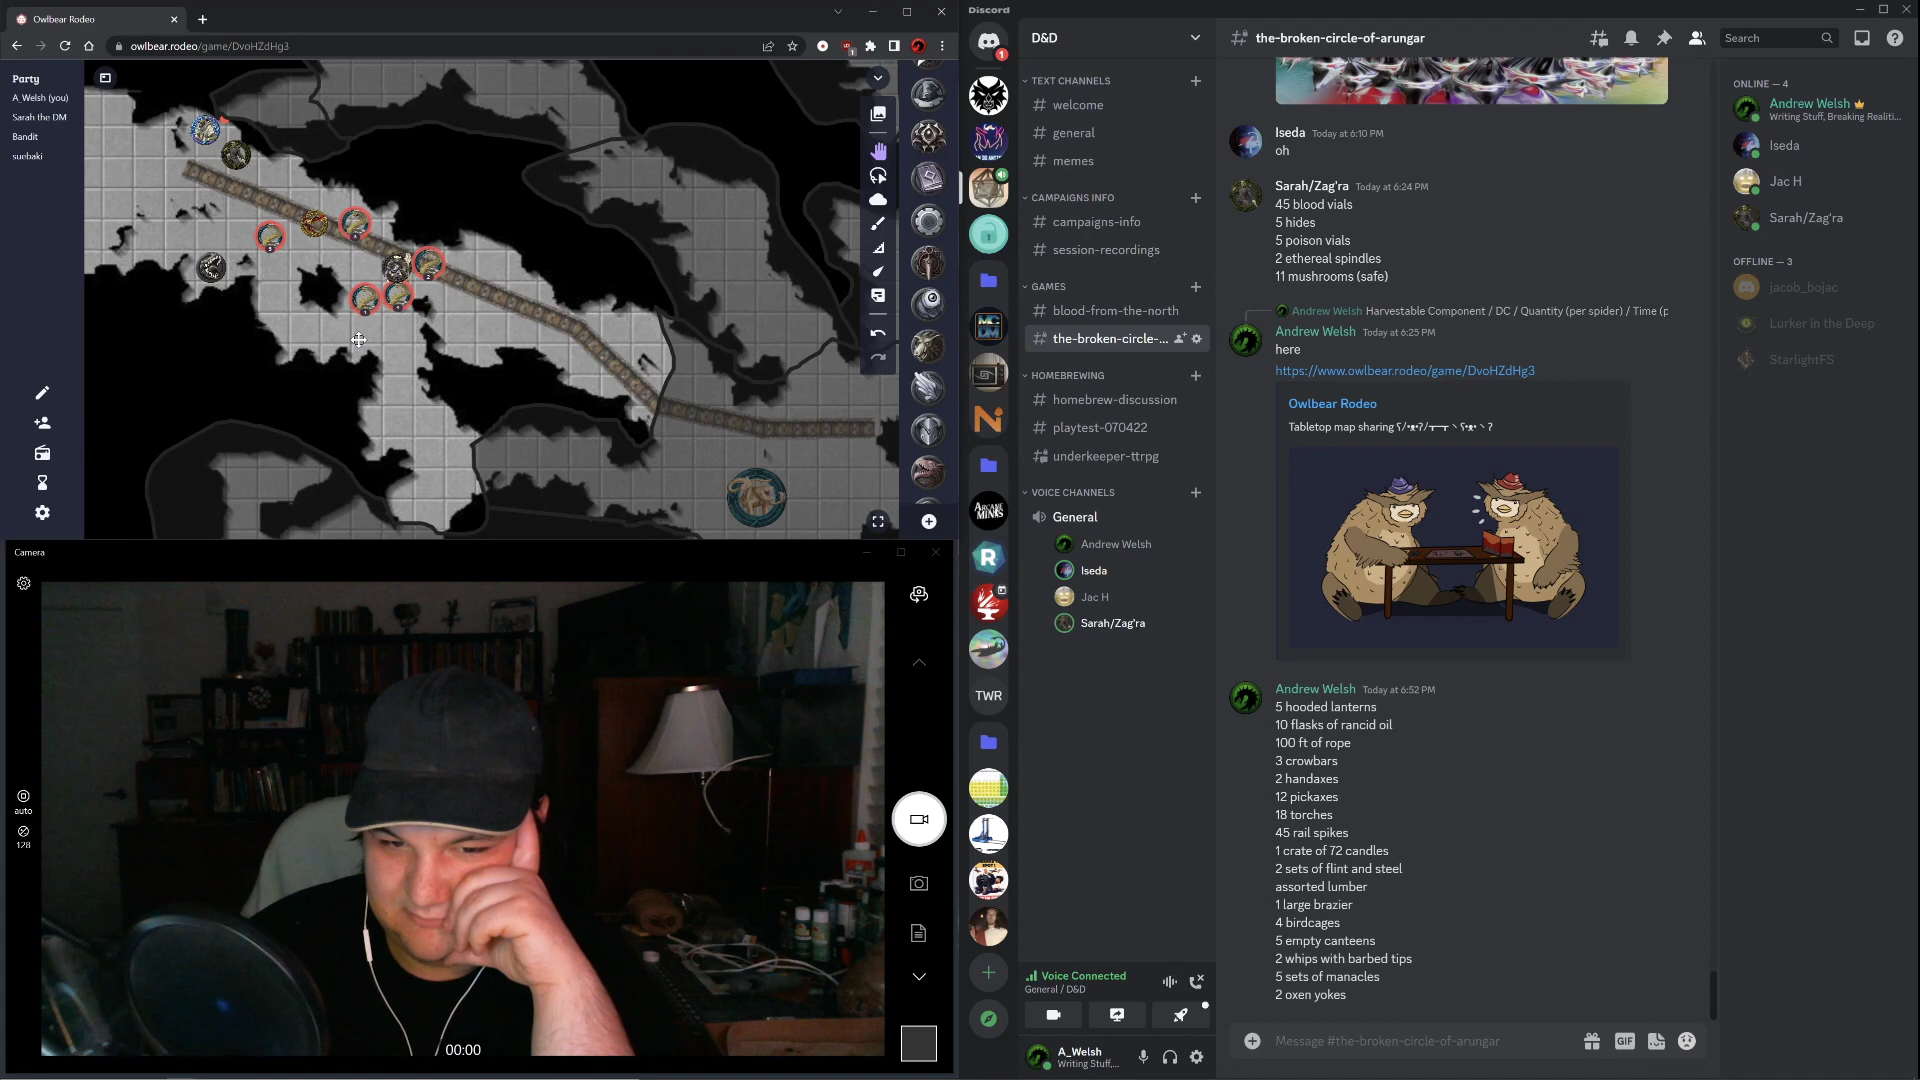 Owlbear Rodeo
owlbear.rodeo/game/DvoHZdHg3
Party
A_Welsh (you)
Sarah the DM
Bandit
suebaki
Camera
auto
128
00:00
Discord
1
TWR
ARCANE MINIS
MCDM
D&D
TEXT CHANNELS
welcome
general
memes
CAMPAIGNS INFO
campaigns-info
session-recordings
GAMES
blood-from-the-north
the-broken-circle-...
HOMEBREWING
homebrew-discussion
playtest-070422
underkeeper-ttrpg
VOICE CHANNELS
General
Andrew Welsh
Iseda
Jac H
Sarah/Zag'ra
Voice Connected
General / D&D
A_Welsh
Writing Stuff,...
the-broken-circle-of-arungar
Search
Iseda Today at 6:10 PM
oh
Sarah/Zag'ra Today at 6:24 PM
45 blood vials
5 hides
5 poison vials
2 ethereal spindles
11 mushrooms (safe)
Andrew Welsh Harvestable Component / DC / Quantity (per spider) / Time (p
Andrew Welsh Today at 6:25 PM
here
https://www.owlbear.rodeo/game/DvoHZdHg3
Owlbear Rodeo
Tabletop map sharing
Andrew Welsh Today at 6:52 PM
5 hooded lanterns
10 flasks of rancid oil
100 ft of rope
3 crowbars
2 handaxes
12 pickaxes
18 torches
45 rail spikes
1 crate of 72 candles
2 sets of flint and steel
assorted lumber
1 large brazier
4 birdcages
5 empty canteens
2 whips with barbed tips
5 sets of manacles
2 oxen yokes
Message #the-broken-circle-of-arungar
GIF
ONLINE — 4
Andrew Welsh
Writing Stuff, Breaking Realiti...
Iseda
Jac H
Sarah/Zag'ra
OFFLINE — 3
jacob_bojac
Lurker in the Deep
StarlightFS